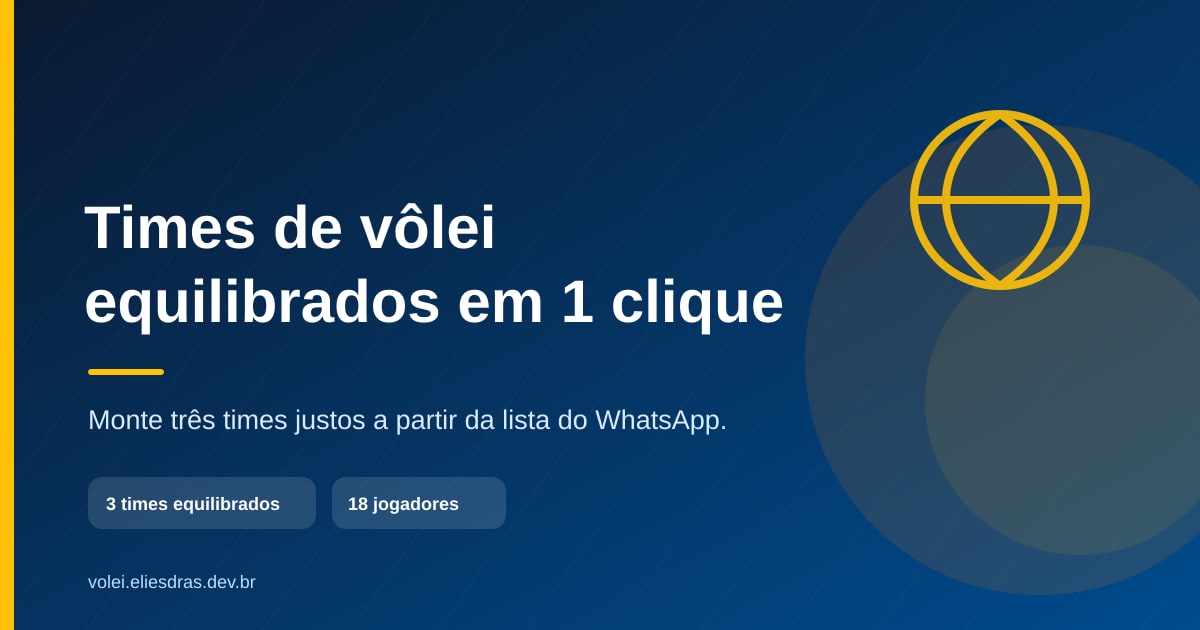 Times de vôlei
equilibrados em 1 clique
Monte três times justos a partir da lista do WhatsApp.
3 times equilibrados
18 jogadores
volei.eliesdras.dev.br